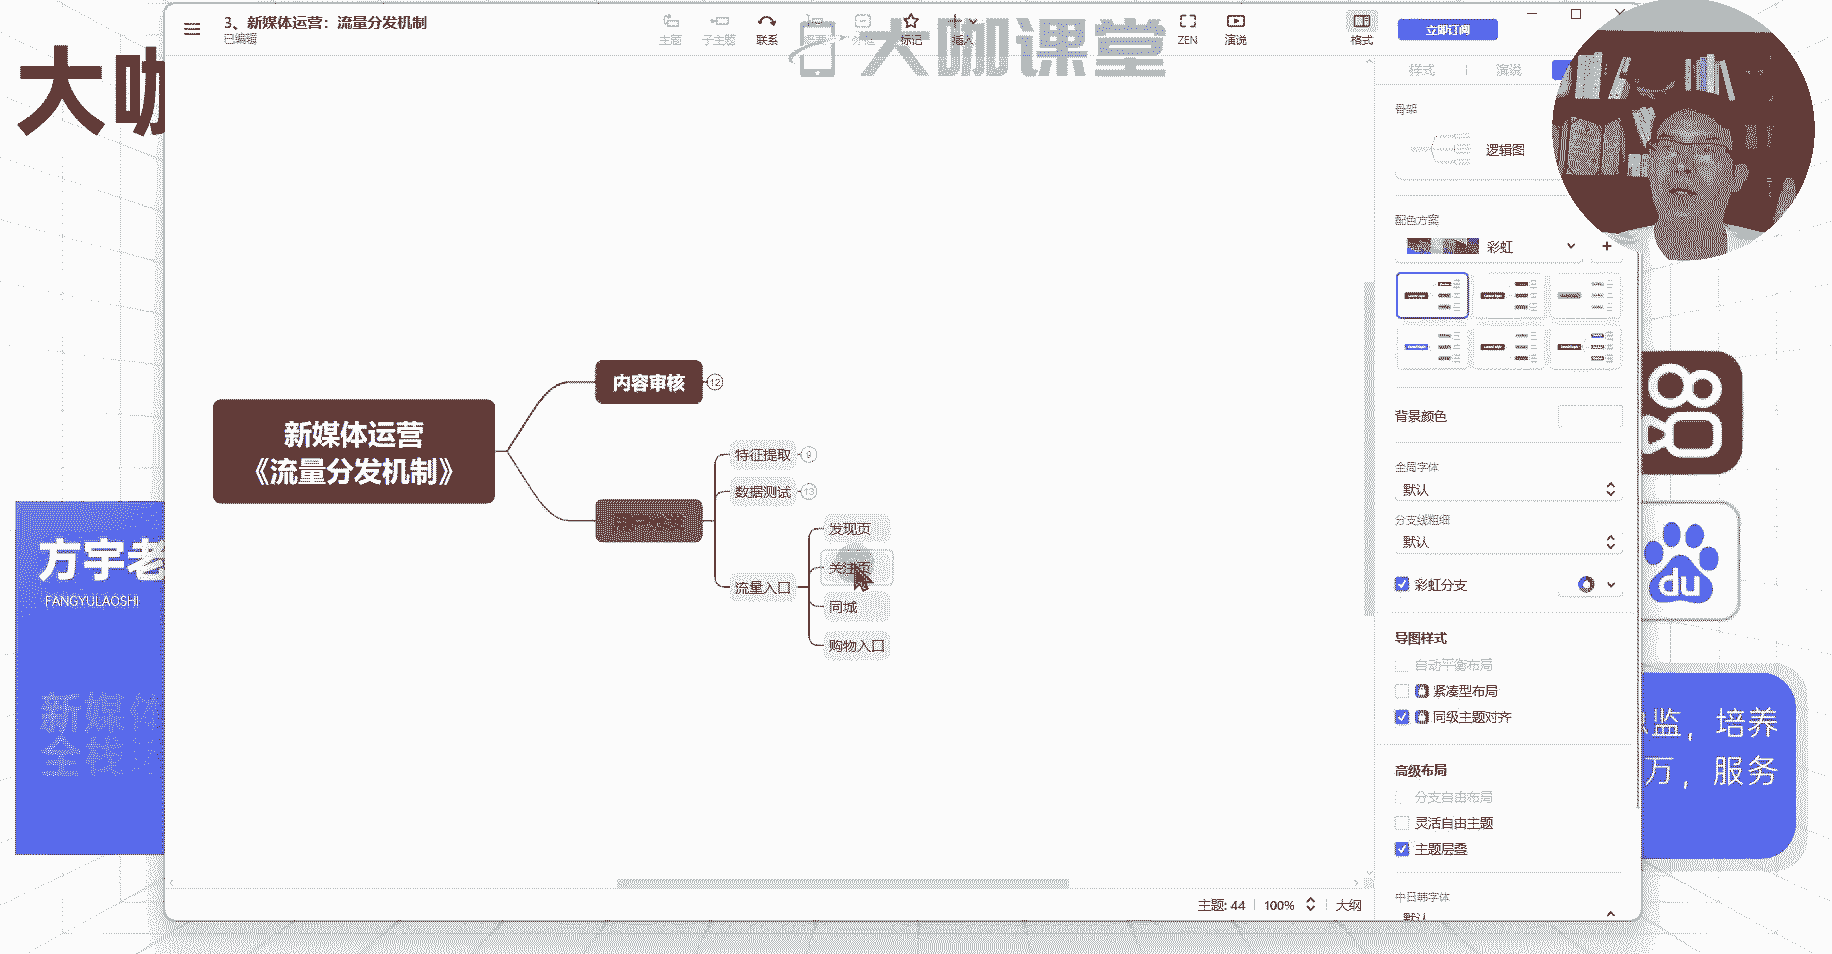 3、新媒体运营：流量分发机制
已编辑
主题
子主题
联系
标记
插入
ZEN
演说
格式
立即订阅
大咖课堂
大咖
样式
演说
骨架
逻辑图
配色方案
彩虹
背景颜色
全局字体
默认
分支线粗细
默认
彩虹分支
导图样式
自动平衡布局
紧凑型布局
同级主题对齐
高级布局
分支自由布局
灵活自由主题
主题层叠
中日韩字体
默认
新媒体运营
《流量分发机制》
内容审核
12
特征提取
9
数据测试
13
流量入口
发现页
关注页
同城
购物入口
方宇老
FANGYULAOSHI
新媒体
全栈
du
监，培养
万，服务
主题: 44
100%
大纲